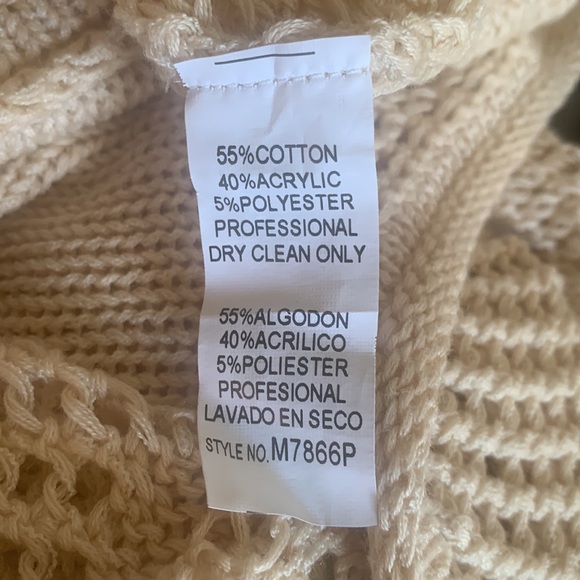 55%COTTON
40%ACRYLIC
5%POLYESTER
PROFESSIONAL
DRY CLEAN ONLY
55%ALGODON
40%ACRILICO
5%POLIESTER
PROFESIONAL
LAVADO EN SECO
STYLE NO.M7866P